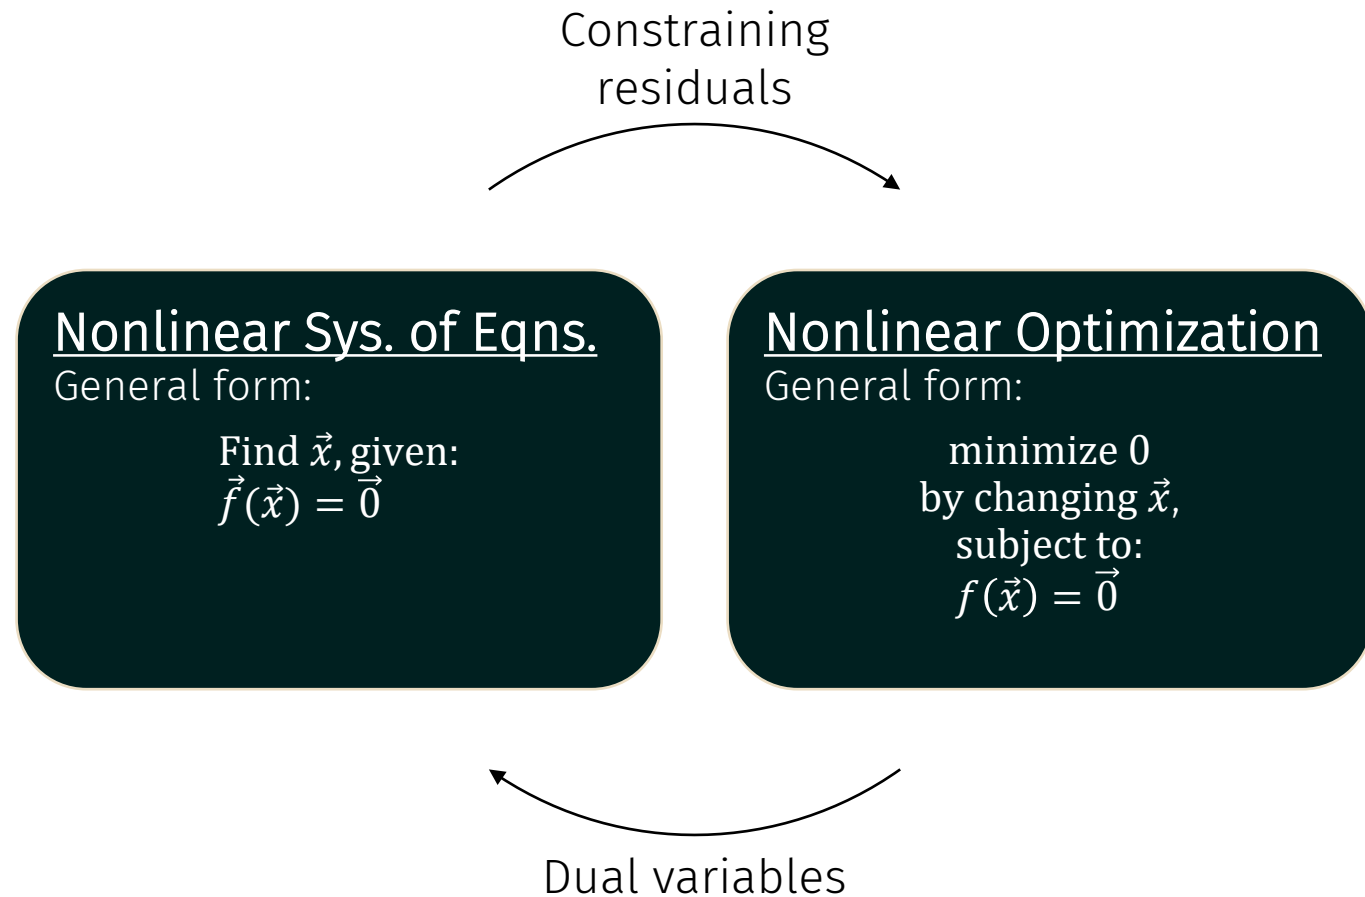 Constraining
residuals
Nonlinear Sys. of Eqns.
General form:
Find x⃗, given:
f⃗(x⃗) = 0⃗
Nonlinear Optimization
General form:
minimize 0
by changing x⃗,
subject to:
f(x⃗) = 0⃗
Dual variables